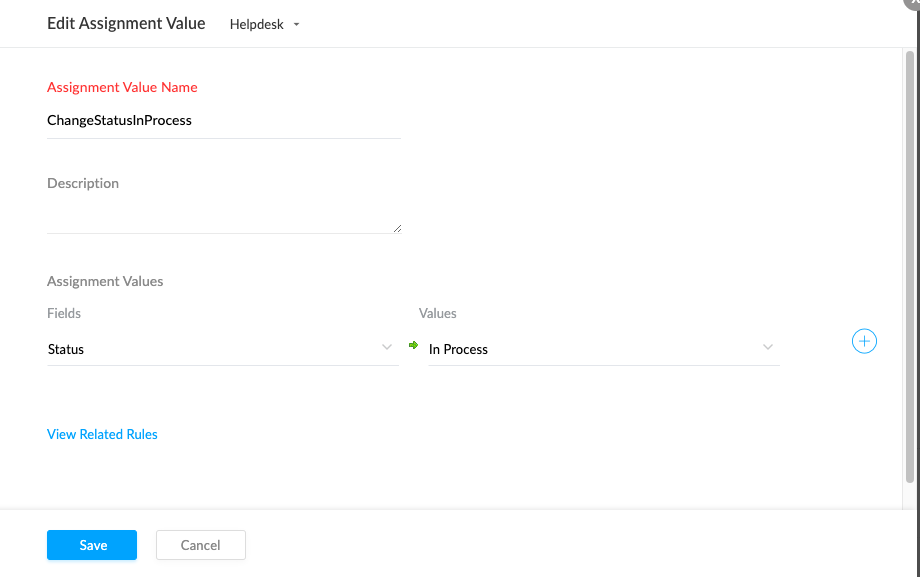 Edit Assignment Value Helpdesk
Assignment Value Name
ChangeStatusInProcess
Description
Assignment Values
Fields Values
Status In Process
View Related Rules
Save Cancel